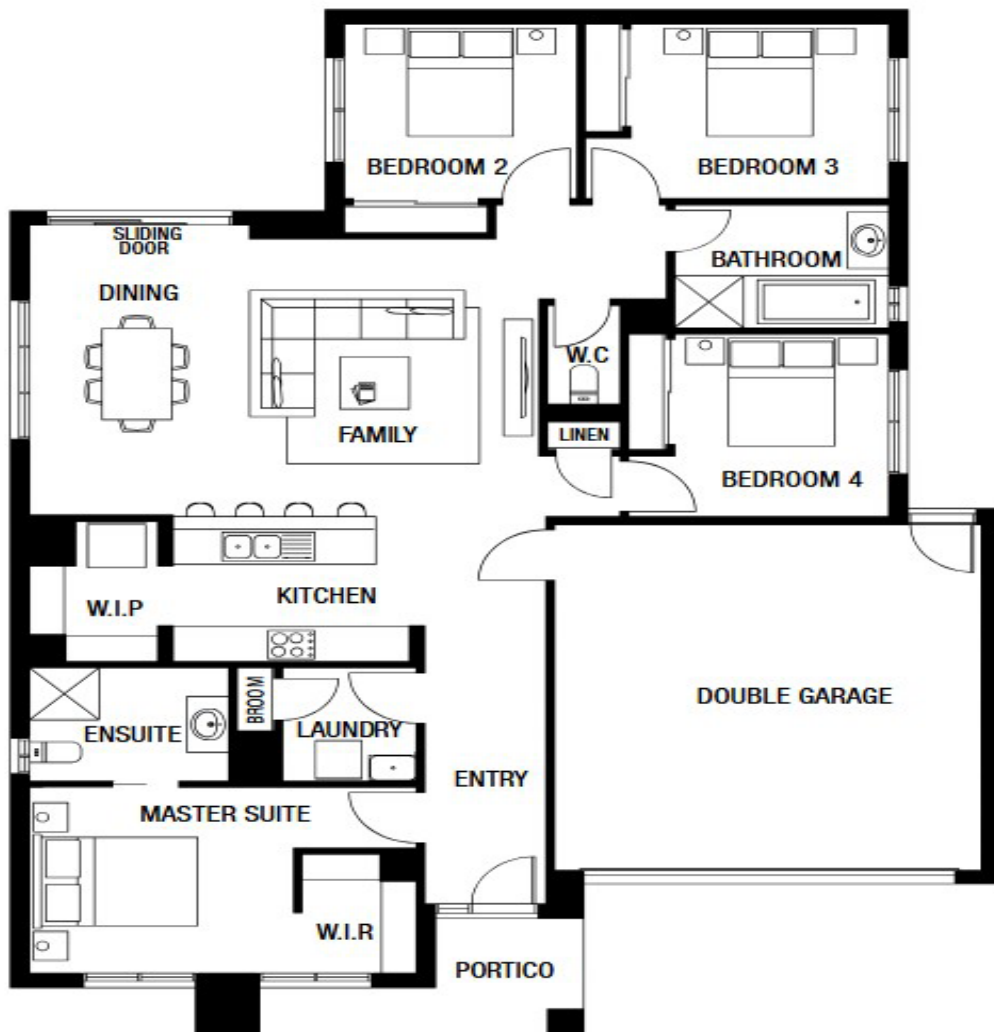 BEDROOM 2
BEDROOM 3
SLIDING
DOOR
BATHROOM
DINING
W.C
FAMILY
LINEN
BEDROOM 4
KITCHEN
W.I.P
DOUBLE GARAGE
BROOM
ENSUITE
LAUNDRY
ENTRY
MASTER SUITE
W.I.R
PORTICO